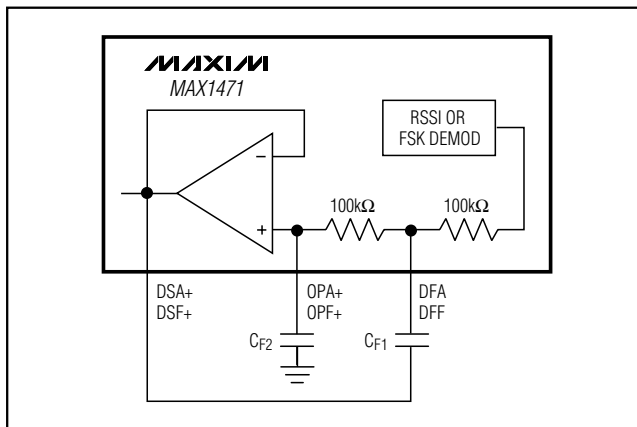 MAXIM
MAX1471
RSSI OR
FSK DEMOD
−
+
100kΩ
100kΩ
DSA+
DSF+
OPA+
OPF+
DFA
DFF
CF2
CF1